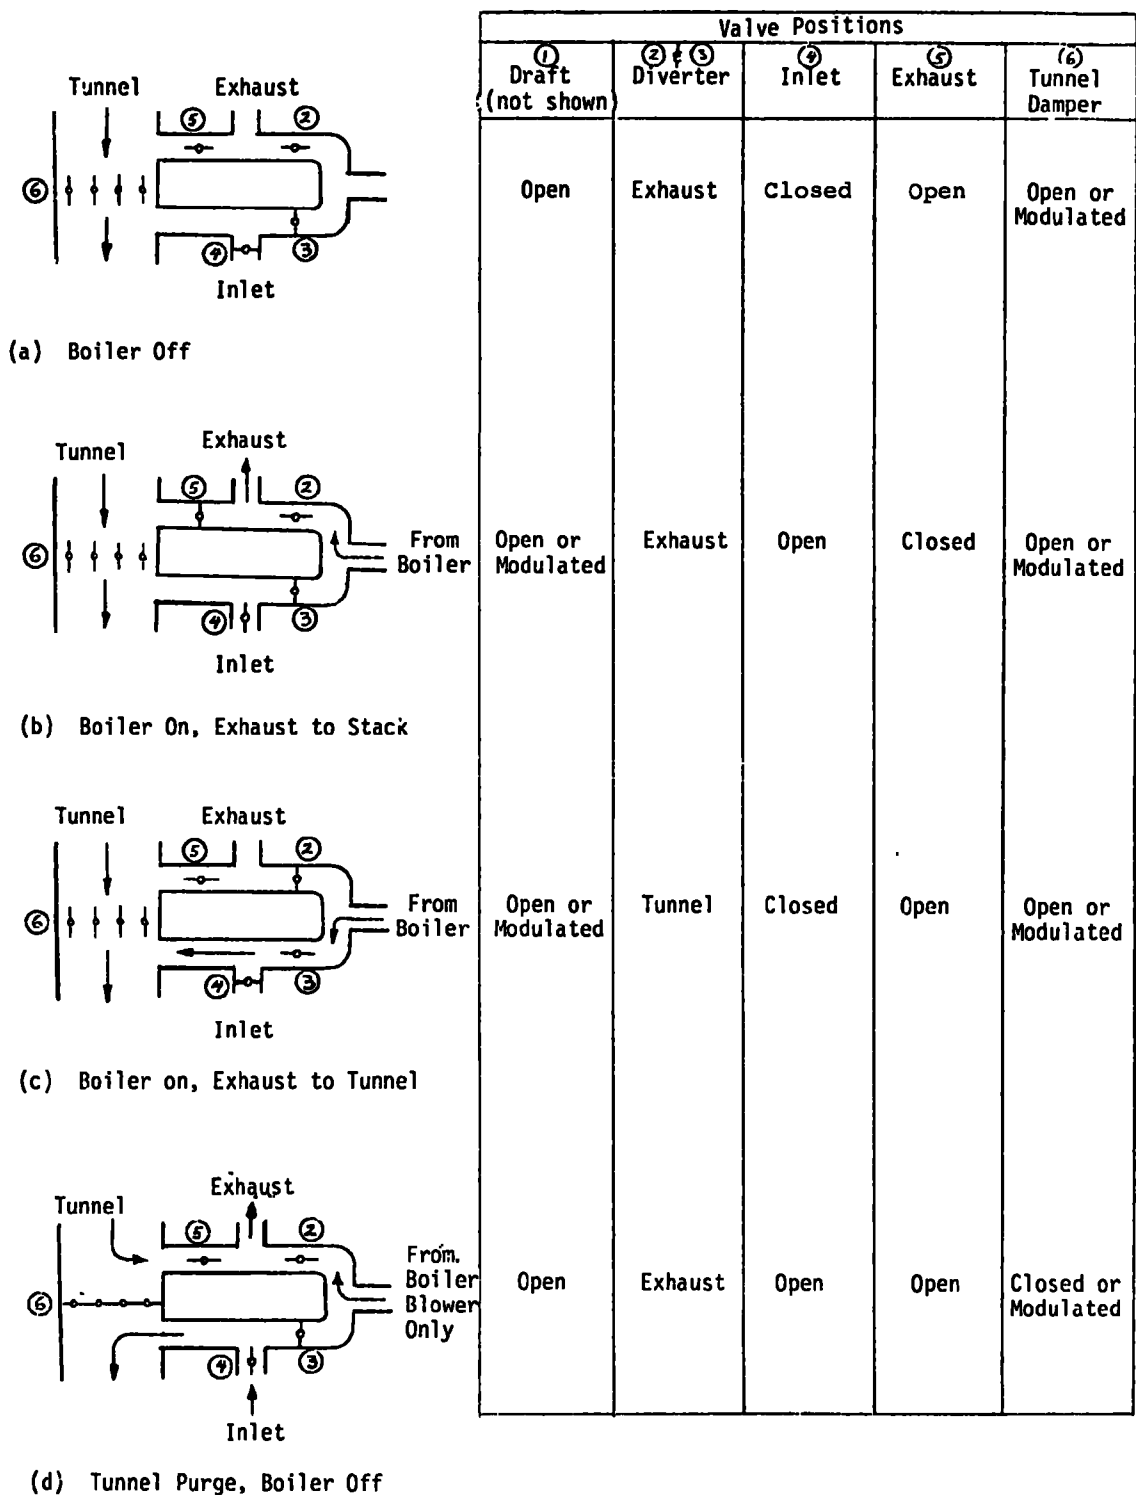 Valve Positions
① ② & ③ ④ ⑤ ⑥
Draft Diverter Inlet Exhaust Tunnel
(not shown) Damper
Tunnel Exhaust
⑤ ②
⑥ Open Exhaust Closed Open Open or
Modulated
④ ③
Inlet
(a) Boiler Off
Exhaust
Tunnel
⑤ ②
From Open or Exhaust Open Closed Open or
⑥ Boiler Modulated Modulated
④ ③
Inlet
(b) Boiler On, Exhaust to Stack
Tunnel Exhaust
⑤ ②
From Open or Tunnel Closed Open Open or
⑥ Boiler Modulated Modulated
④ ③
Inlet
(c) Boiler on, Exhaust to Tunnel
Exhaust
Tunnel
⑤ ②
From.
Boiler Open Exhaust Open Open Closed or
⑥ Blower Modulated
Only
④ ③
Inlet
(d) Tunnel Purge, Boiler Off